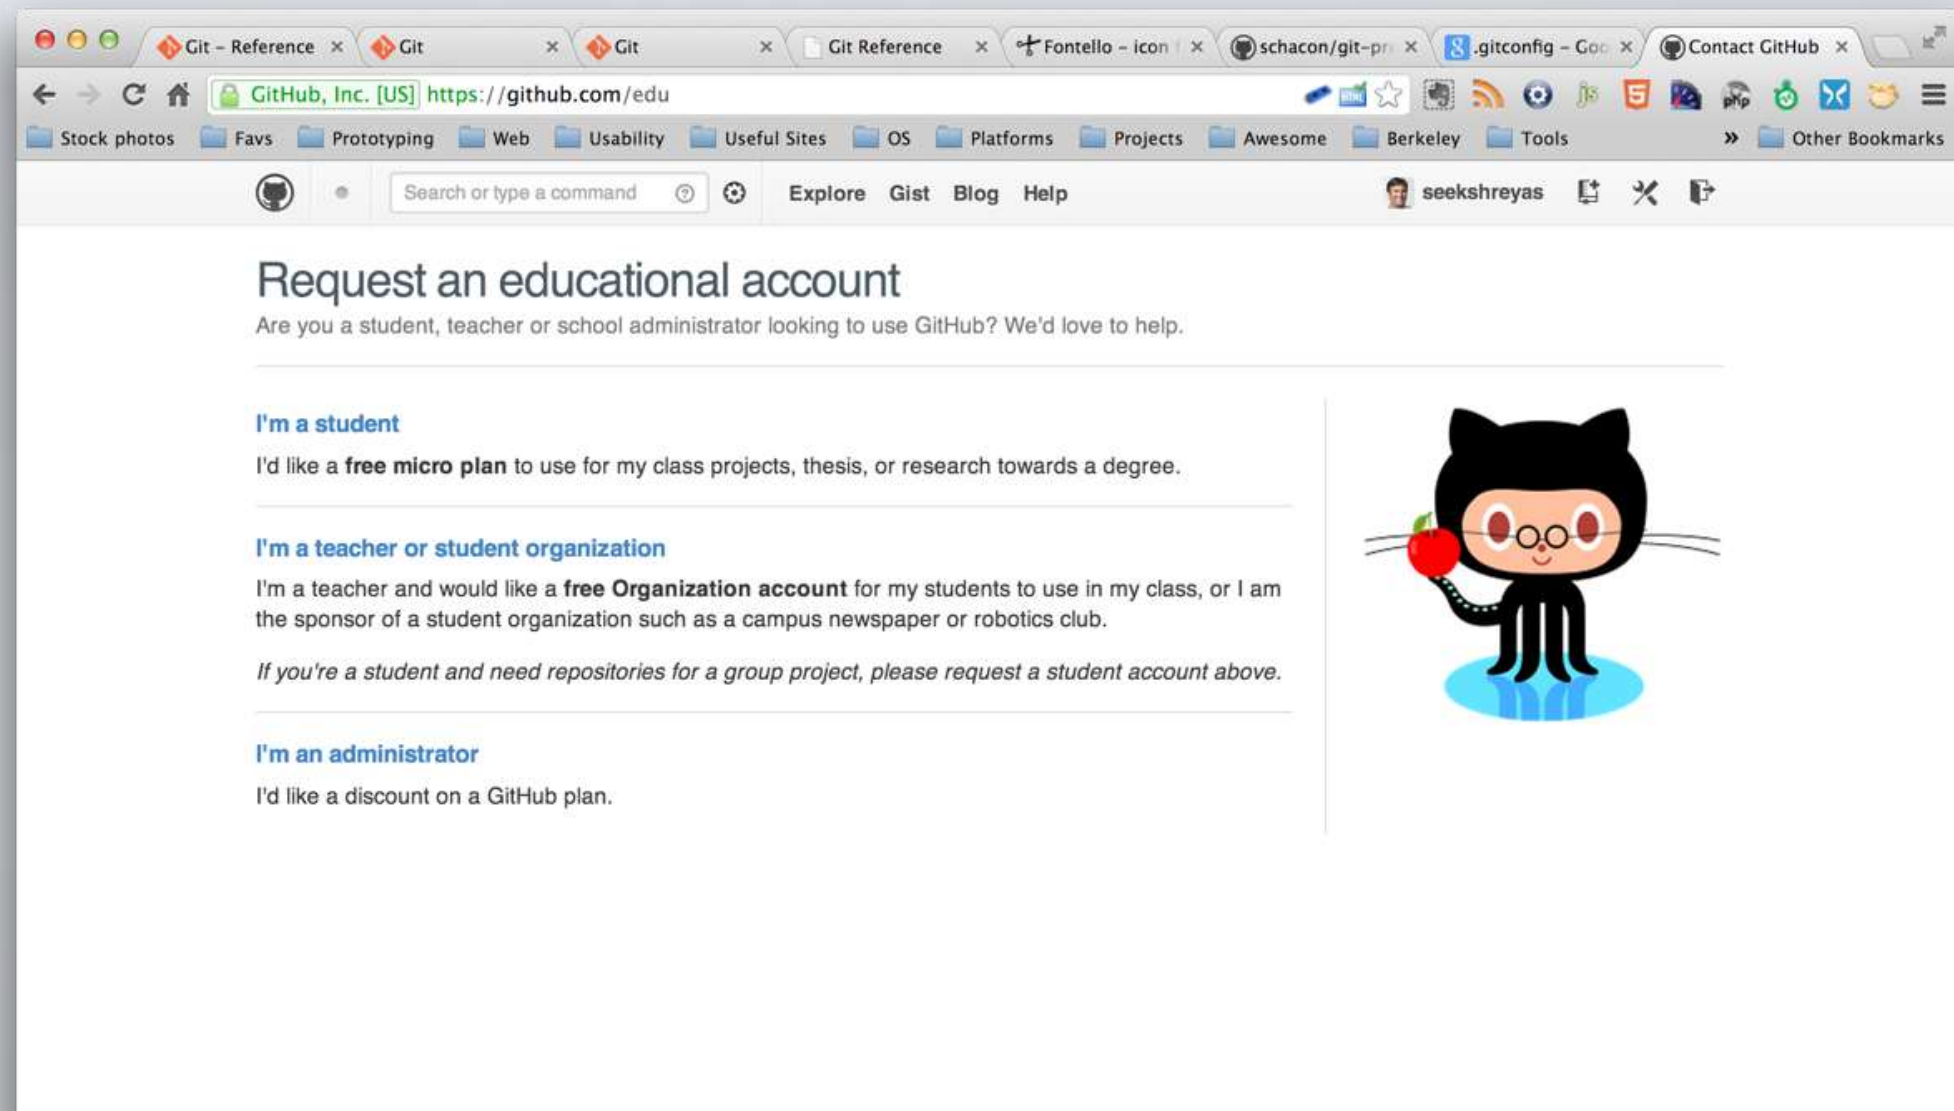 Git – Reference
Git
Git
Git Reference
Fontello – icon
schacon/git-pr
.gitconfig – Goo
Contact GitHub
GitHub, Inc. [US] https://github.com/edu
Stock photos Favs Prototyping Web Usability Useful Sites OS Platforms Projects Awesome Berkeley Tools » Other Bookmarks
Search or type a command Explore Gist Blog Help seekshreyas
Request an educational account
Are you a student, teacher or school administrator looking to use GitHub? We'd love to help.
I'm a student
I'd like a free micro plan to use for my class projects, thesis, or research towards a degree.
I'm a teacher or student organization
I'm a teacher and would like a free Organization account for my students to use in my class, or I am
the sponsor of a student organization such as a campus newspaper or robotics club.
If you're a student and need repositories for a group project, please request a student account above.
I'm an administrator
I'd like a discount on a GitHub plan.